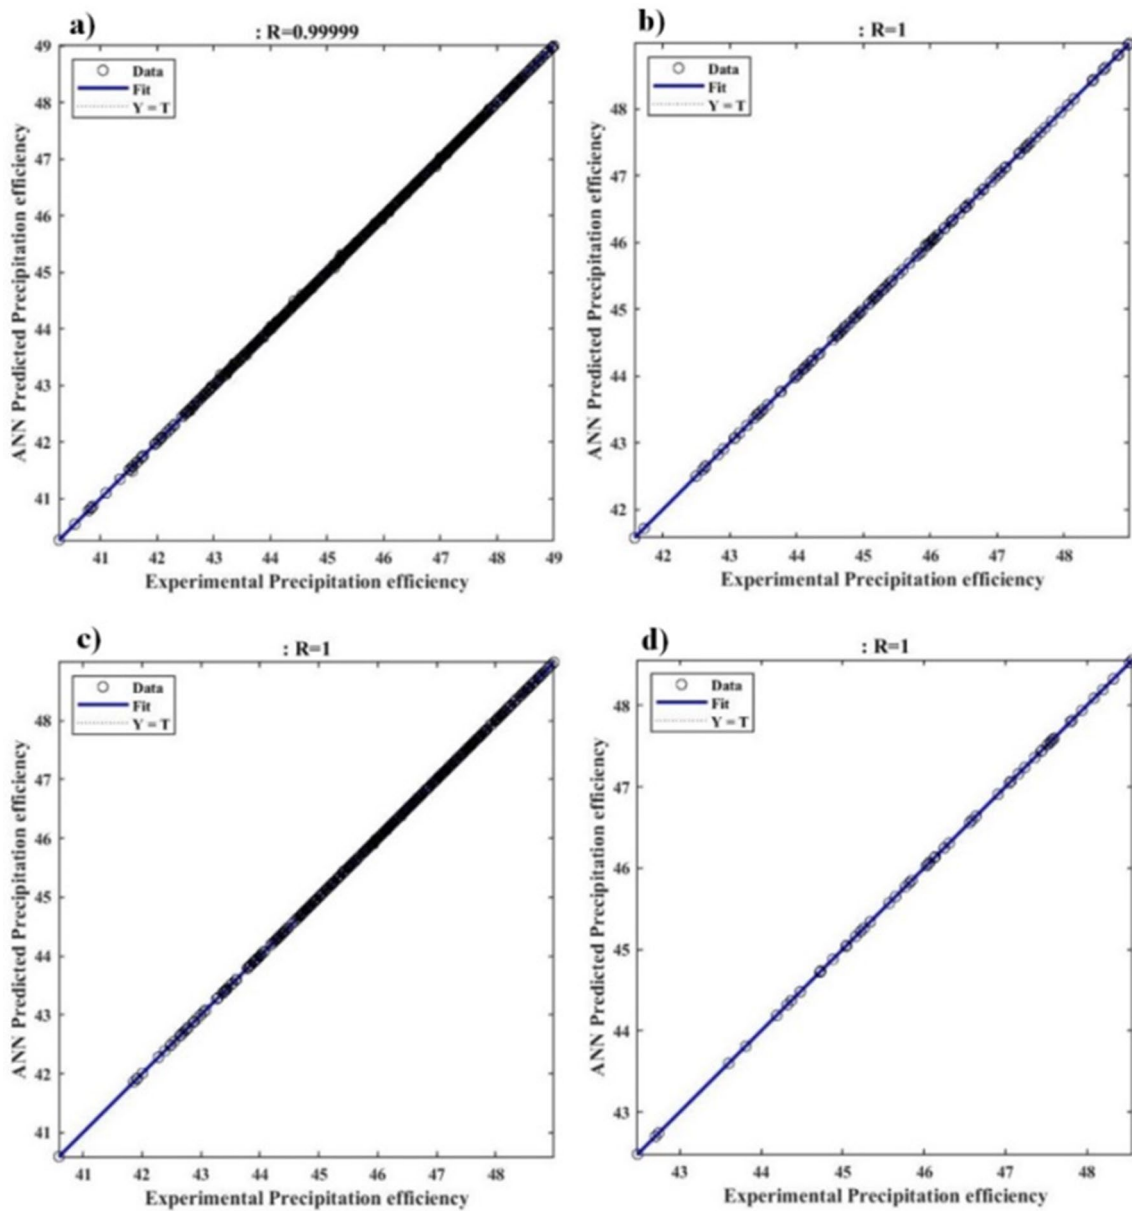 a)
: R=0.99999
49
48
47
46
45
44
43
42
41
Data
Fit
Y = T
ANN Predicted Precipitation efficiency
41 42 43 44 45 46 47 48 49
Experimental Precipitation efficiency
b)
: R=1
48
47
46
45
44
43
42
Data
Fit
Y = T
ANN Predicted Precipitation efficiency
42 43 44 45 46 47 48
Experimental Precipitation efficiency
c)
: R=1
48
47
46
45
44
43
42
41
Data
Fit
Y = T
ANN Predicted Precipitation efficiency
41 42 43 44 45 46 47 48
Experimental Precipitation efficiency
d)
: R=1
48
47
46
45
44
43
Data
Fit
Y = T
ANN Predicted Precipitation efficiency
43 44 45 46 47 48
Experimental Precipitation efficiency